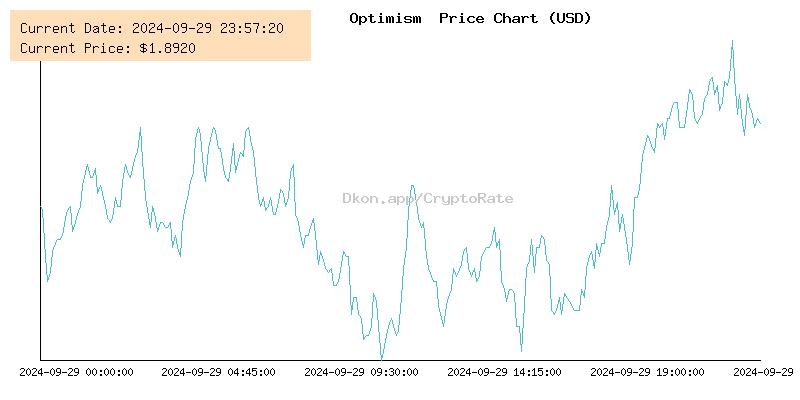 Optimism  Price Chart (USD)
Current Date: 2024-09-29 23:57:20
Current Price: $1.8920
Dkon.app/CryptoRate
2024-09-29 00:00:00 2024-09-29 04:45:00 2024-09-29 09:30:00 2024-09-29 14:15:00 2024-09-29 19:00:00 2024-09-29